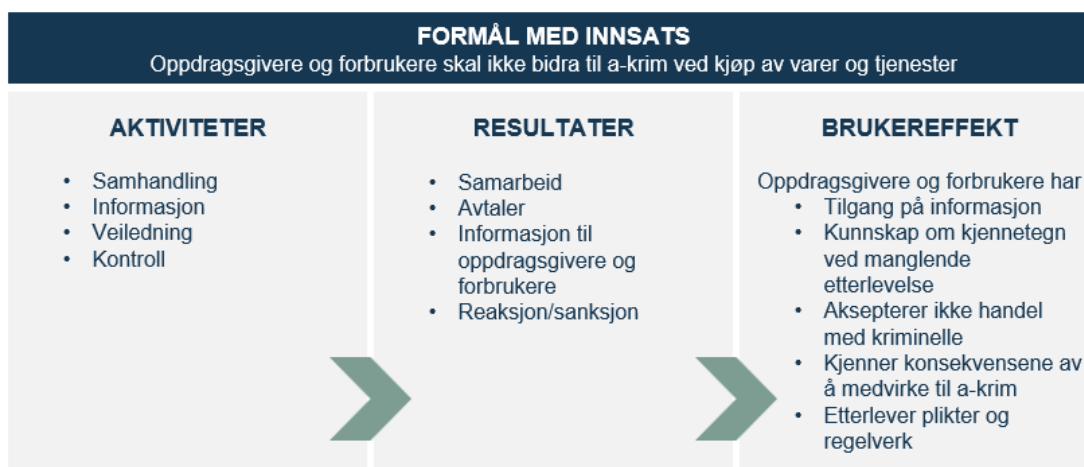 FORMÅL MED INNSATS
Oppdragsgivere og forbrukere skal ikke bidra til a-krim ved kjøp av varer og tjenester
AKTIVITETER
• Samhandling
• Informasjon
• Veiledning
• Kontroll
RESULTATER
• Samarbeid
• Avtaler
• Informasjon til
oppdragsgivere og
forbrukere
• Reaksjon/sanksjon
BRUKEREFFEKT
Oppdragsgivere og forbrukere har
• Tilgang på informasjon
• Kunnskap om kjennetegn
ved manglende
etterlevelse
• Aksepterer ikke handel
med kriminelle
• Kjenner konsekvensene av
å medvirke til a-krim
• Etterlever plikter og
regelverk